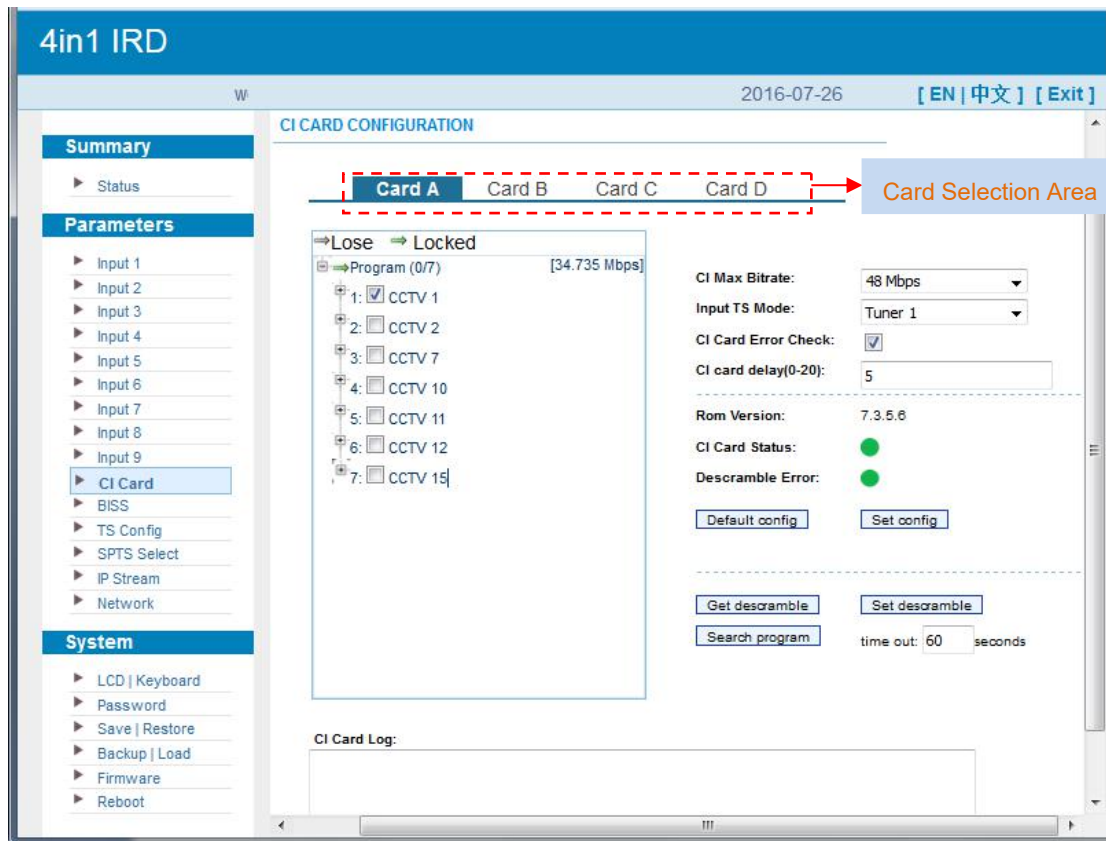 4in1 IRD
2016-07-26 [ EN | 中文 ] [ Exit ]
Summary
Status
Parameters
Input 1
Input 2
Input 3
Input 4
Input 5
Input 6
Input 7
Input 8
Input 9
CI Card
BISS
TS Config
SPTS Select
IP Stream
Network
System
LCD | Keyboard
Password
Save | Restore
Backup | Load
Firmware
Reboot
CI CARD CONFIGURATION
Card A Card B Card C Card D
Card Selection Area
⇒Lose ⇒ Locked
Program (0/7) [34.735 Mbps]
1: CCTV 1
2: CCTV 2
3: CCTV 7
4: CCTV 10
5: CCTV 11
6: CCTV 12
7: CCTV 15
CI Max Bitrate: 48 Mbps
Input TS Mode: Tuner 1
CI Card Error Check:
CI card delay(0-20): 5
Rom Version: 7.3.5.6
CI Card Status:
Descramble Error:
Default config Set config
Get descramble Set descramble
Search program time out: 60 seconds
CI Card Log: